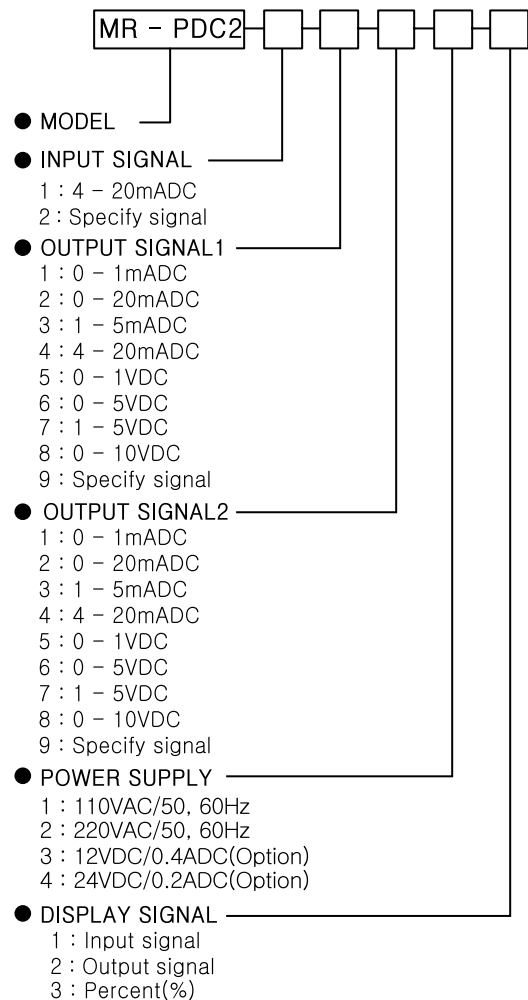 MR - PDC2
● MODEL
● INPUT SIGNAL
1 : 4 - 20mADC
2 : Specify signal
● OUTPUT SIGNAL1
1 : 0 - 1mADC
2 : 0 - 20mADC
3 : 1 - 5mADC
4 : 4 - 20mADC
5 : 0 - 1VDC
6 : 0 - 5VDC
7 : 1 - 5VDC
8 : 0 - 10VDC
9 : Specify signal
● OUTPUT SIGNAL2
1 : 0 - 1mADC
2 : 0 - 20mADC
3 : 1 - 5mADC
4 : 4 - 20mADC
5 : 0 - 1VDC
6 : 0 - 5VDC
7 : 1 - 5VDC
8 : 0 - 10VDC
9 : Specify signal
● POWER SUPPLY
1 : 110VAC/50, 60Hz
2 : 220VAC/50, 60Hz
3 : 12VDC/0.4ADC(Option)
4 : 24VDC/0.2ADC(Option)
● DISPLAY SIGNAL
1 : Input signal
2 : Output signal
3 : Percent(%)